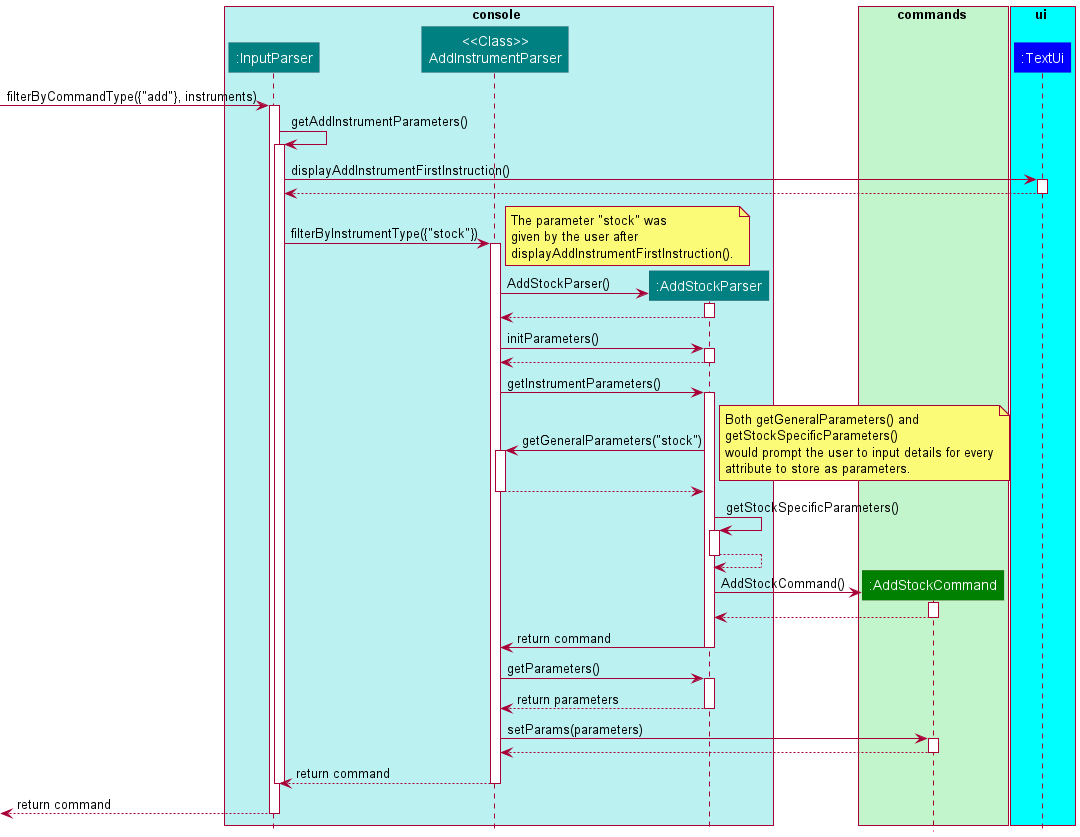 console
commands
ui
:InputParser
<<Class>>
AddInstrumentParser
:TextUi
filterByCommandType({"add"}, instruments)
getAddInstrumentParameters()
displayAddInstrumentFirstInstruction()
The parameter "stock" was
given by the user after
displayAddInstrumentFirstInstruction().
filterByInstrumentType({"stock"})
AddStockParser()
:AddStockParser
initParameters()
getInstrumentParameters()
Both getGeneralParameters() and
getStockSpecificParameters()
would prompt the user to input details for every
attribute to store as parameters.
getGeneralParameters("stock")
getStockSpecificParameters()
AddStockCommand()
:AddStockCommand
return command
getParameters()
return parameters
setParams(parameters)
return command
return command